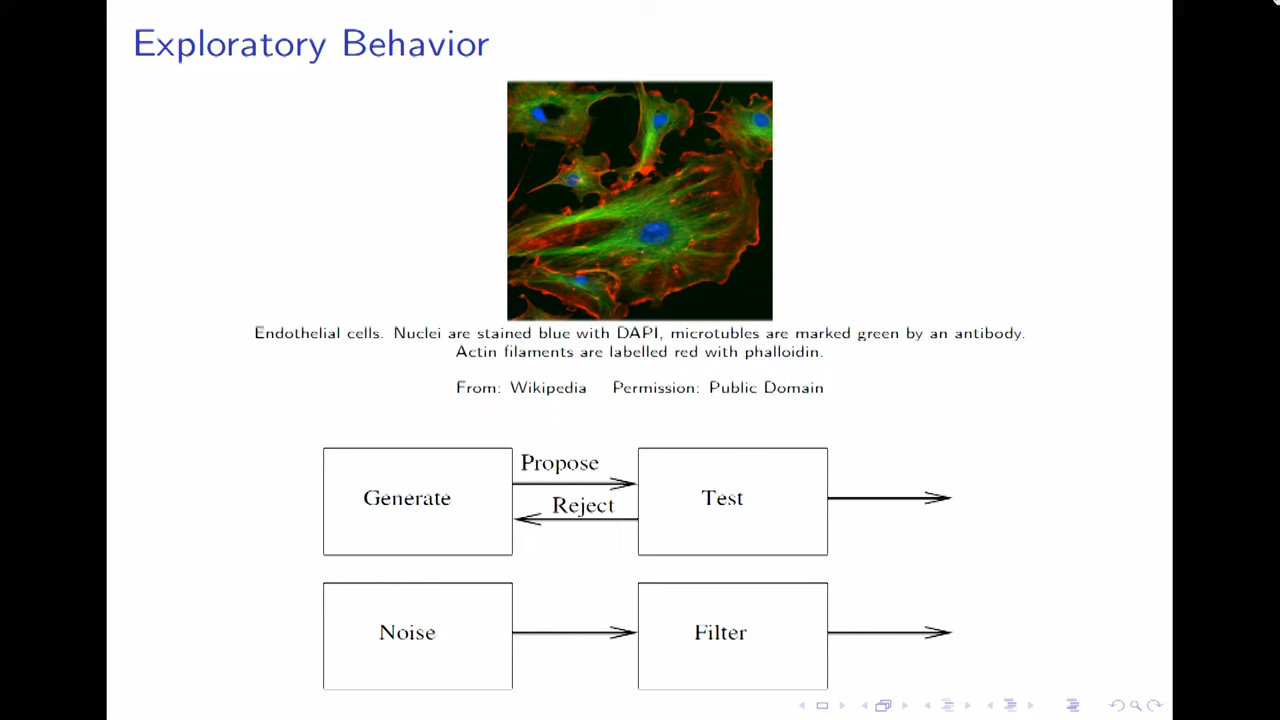 Exploratory Behavior
Endothelial cells. Nuclei are stained blue with DAPI, microtubles are marked green by an antibody.
Actin filaments are labelled red with phalloidin.
From: Wikipedia Permission: Public Domain
Generate
Propose
Reject
Test
Noise
Filter